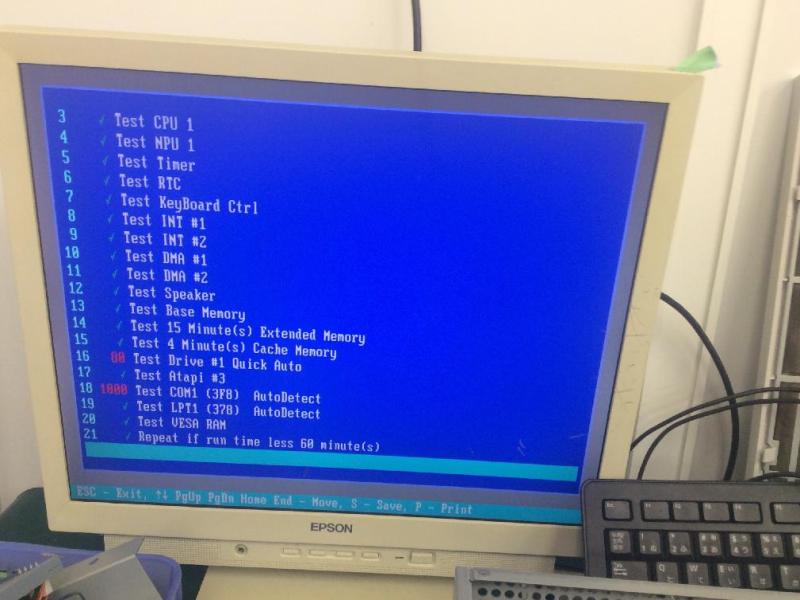 3 ✓ Test CPU 1
4 ✓ Test NPU 1
5 ✓ Test Timer
6 ✓ Test RTC
7 ✓ Test KeyBoard Ctrl
8 ✓ Test INT #1
9 ✓ Test INT #2
10 ✓ Test DMA #1
11 ✓ Test DMA #2
12 ✓ Test Speaker
13 ✓ Test Base Memory
14 ✓ Test 15 Minute(s) Extended Memory
15 ✓ Test 4 Minute(s) Cache Memory
16 80 Test Drive #1 Quick Auto
17 ✓ Test Atapi #3
18 1000 Test COM1 (3F8) AutoDetect
19 ✓ Test LPT1 (378) AutoDetect
20 ✓ Test VESA RAM
21 ✓ Repeat if run time less 60 minute(s)
ESC - Exit, ↑↓ PgUp PgDn Home End - Move, S - Save, P - Print
EPSON